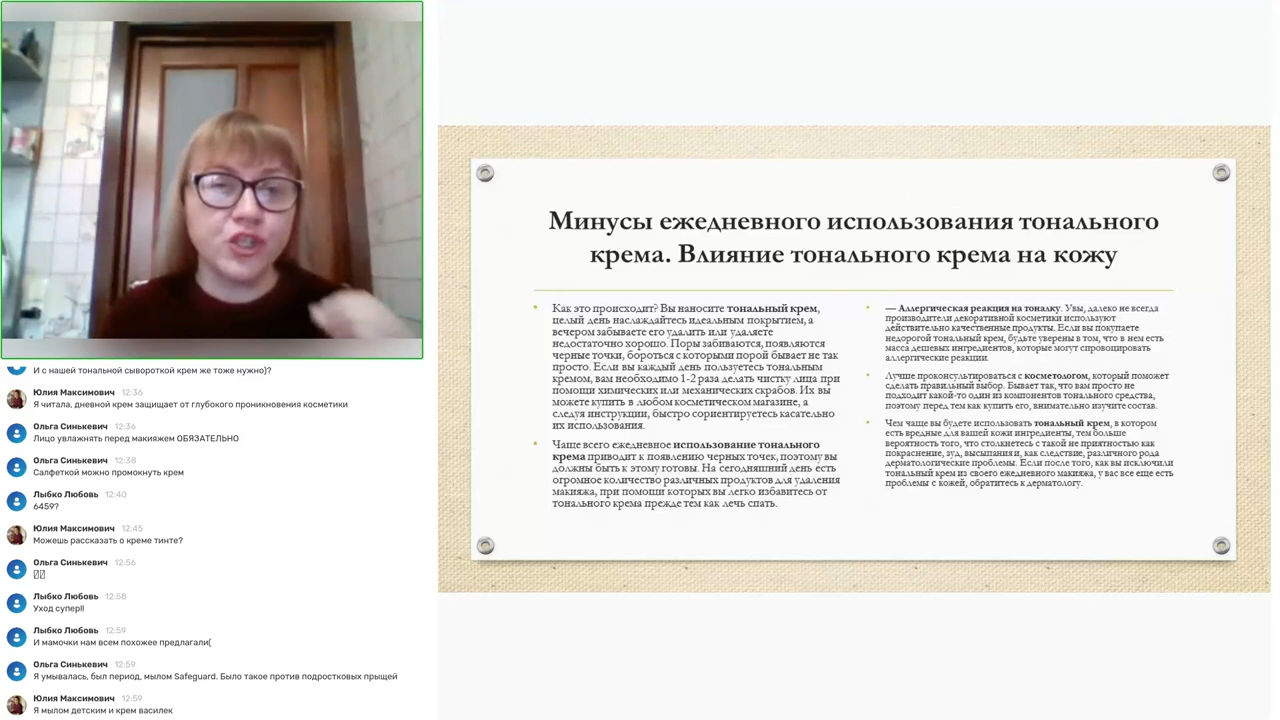 И с нашей тональной сывороткой крем же тоже нужно)?
Юлия Максимович 12:36
Я читала, дневной крем защищает от глубокого проникновения косметики
Ольга Синькевич 12:36
Лицо увлажнять перед макияжем ОБЯЗАТЕЛЬНО
Ольга Синькевич 12:38
Салфеткой можно промокнуть крем
Лыбко Любовь 12:40
6459?
Юлия Максимович 12:45
Можешь рассказать о креме тинте?
Ольга Синькевич 12:56
Лыбко Любовь 12:58
Уход супер!!
Лыбко Любовь 12:59
И мамочки нам всем похожее предлагали(
Ольга Синькевич 12:59
Я умывалась, был период, мылом Safeguard. Было такое против подростковых прыщей
Юлия Максимович 12:59
Я мылом детским и крем василек
Минусы ежедневного использования тонального
крема. Влияние тонального крема на кожу
Как это происходит? Вы наносите тональный крем,
целый день наслаждайтесь идеальным покрытием, а
вечером забываете его удалить или удаляете
недостаточно хорошо. Поры забиваются, появляются
черные точки, бороться с которыми порой бывает не так
просто. Если вы каждый день пользуетесь тональным
кремом, вам необходимо 1-2 раза делать чистку лица при
помощи химических или механических скрабов. Их вы
можете купить в любом косметическом магазине, а
следуя инструкции, быстро сориентируетесь касательно
их использования.
Чаще всего ежедневное использование тонального
крема приводит к появлению черных точек, поэтому вы
должны быть к этому готовы. На сегодняшний день есть
огромное количество различных продуктов для удаления
макияжа, при помощи которых вы легко избавитесь от
тонального крема прежде тем как лечь спать.
— Аллергическая реакция на тоналку. Увы, далеко не всегда
производители декоративной косметики используют
действительно качественные продукты. Если вы покупаете
недорогой тональный крем, будьте уверены в том, что в нем есть
масса дешевых ингредиентов, которые могут спровоцировать
аллергические реакции.
Лучше проконсультироваться с косметологом, который поможет
сделать правильный выбор. Бывает так, что вам просто не
подходит какой-то один из компонентов тонального средства,
поэтому перед тем как купить его, внимательно изучите состав.
Чем чаще вы будете использовать тональный крем, в котором
есть вредные для вашей кожи ингредиенты, тем больше
вероятность того, что столкнетесь с такой не приятностью как
покраснение, зуд, высыпания и, как следствие, различного рода
дерматологические проблемы. Если после того, как вы исключили
тональный крем из своего ежедневного макияжа, у вас все еще есть
проблемы с кожей, обратитесь к дерматологу.